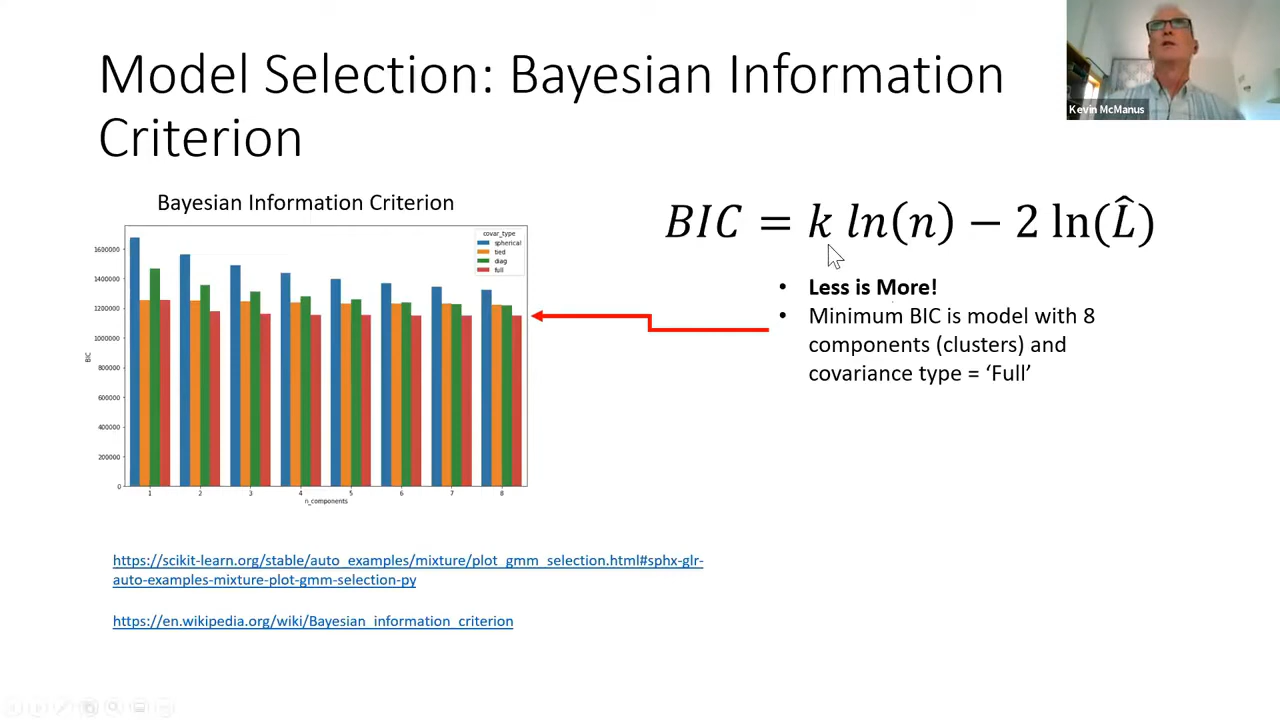 Model Selection: Bayesian Information
Criterion
Kevin McManus
Bayesian Information Criterion
covar_type
spherical
tied
diag
full
1600000
1400000
1200000
1000000
800000
600000
400000
200000
0
BIC
1 2 3 4 5 6 7 8
n_components
BIC = k ln(n) − 2 ln(L̂)
• Less is More!
• Minimum BIC is model with 8
components (clusters) and
covariance type = ‘Full’
https://scikit-learn.org/stable/auto_examples/mixture/plot_gmm_selection.html#sphx-glr-
auto-examples-mixture-plot-gmm-selection-py
https://en.wikipedia.org/wiki/Bayesian_information_criterion